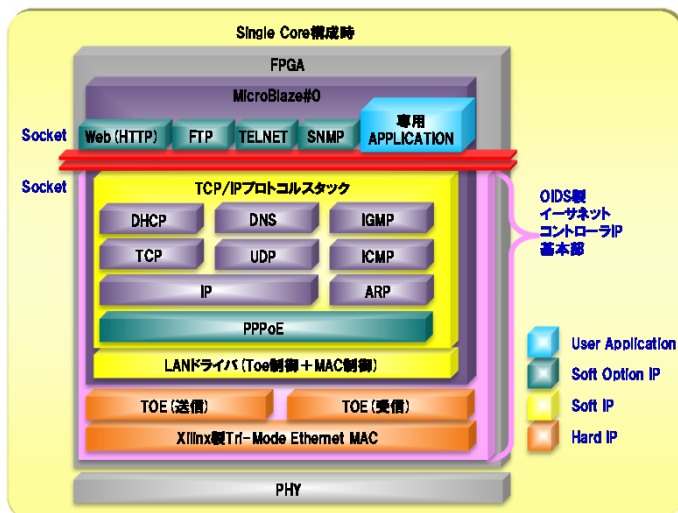 Single Core構成時
FPGA
MicroBlaze#0
Socket
Web(HTTP)
FTP
TELNET
SNMP
専用
APPLICATION
Socket
TCP/IPプロトコルスタック
DHCP
DNS
IGMP
TCP
UDP
ICMP
IP
ARP
PPPoE
LANドライバ(Toe制御+MAC制御)
TOE(送信)
TOE(受信)
Xilinx製Tri-Mode Ethernet MAC
PHY
OIDS製
イーサネット
コントローラIP
基本部
User Application
Soft Option IP
Soft IP
Hard IP